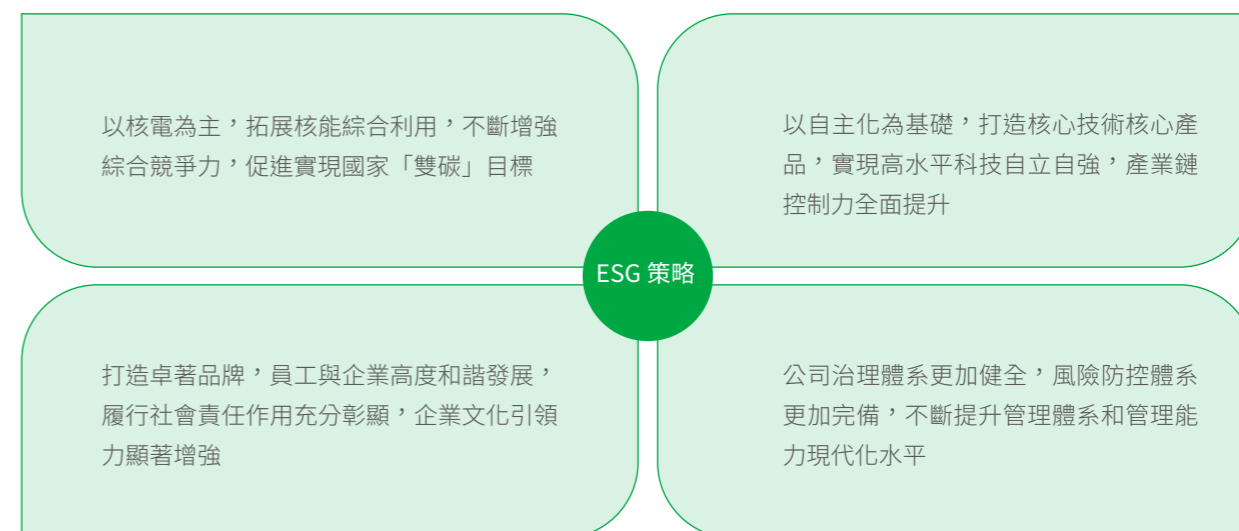 以核電為主，拓展核能綜合利用，不斷增強
綜合競爭力，促進實現國家「雙碳」目標
以自主化為基礎，打造核心技術核心產
品，實現高水平科技自立自強，產業鏈
控制力全面提升
ESG 策略
打造卓著品牌，員工與企業高度和諧發展，
履行社會責任作用充分彰顯，企業文化引領
力顯著增強
公司治理體系更加健全，風險防控體系
更加完備，不斷提升管理體系和管理能
力現代化水平